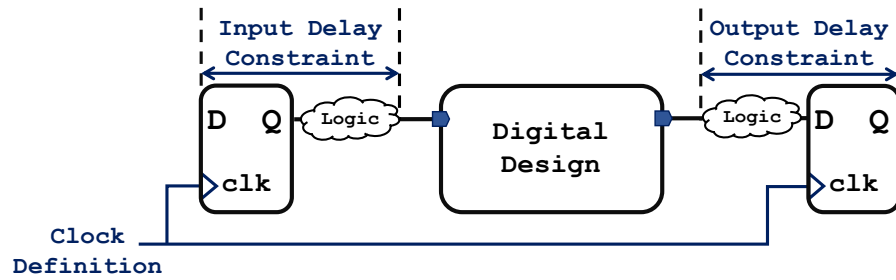 Input Delay
Constraint
Output Delay
Constraint
D Q
Logic
Digital
Design
Logic
D Q
clk
clk
Clock
Definition